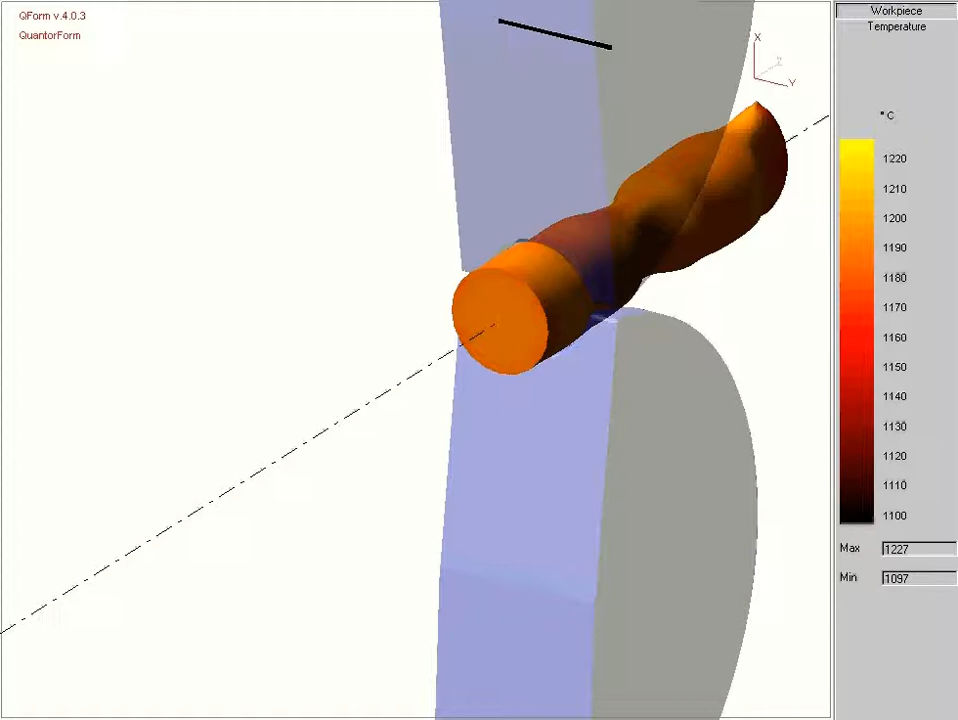 QForm v.4.0.3
QuantorForm
X
Y
Workpiece
Temperature
° C
1220
1210
1200
1190
1180
1170
1160
1150
1140
1130
1120
1110
1100
Max 1227
Min 1097